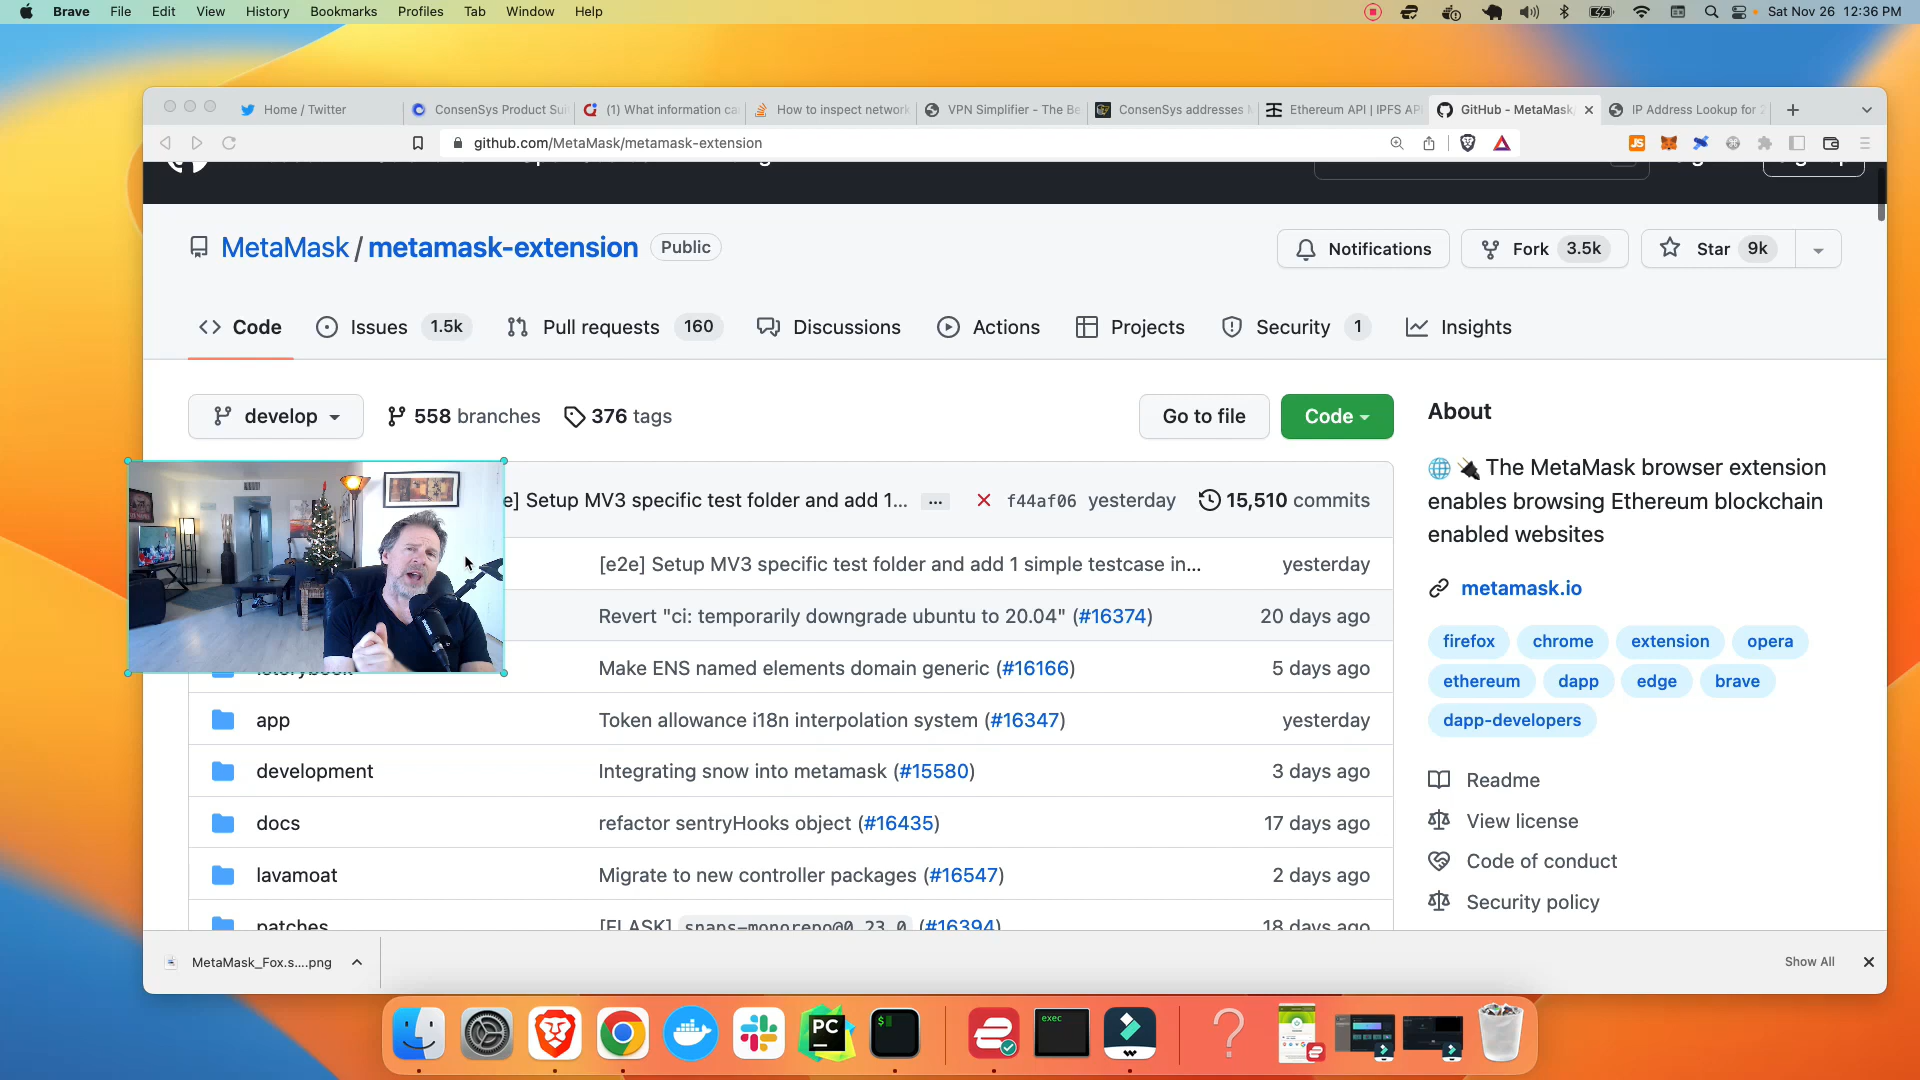 Brave File Edit View History Bookmarks Profiles Tab Window Help Sat Nov 26 12:36 PM
Home / Twitter
ConsenSys Product Sui
(1) What information ca
How to inspect network
VPN Simplifier - The Be
ConsenSys addresses
Ethereum API | IPFS API
GitHub - MetaMask/
IP Address Lookup for 2
github.com/MetaMask/metamask-extension
MetaMask / metamask-extension Public
Notifications
Fork 3.5k
Star 9k
Code
Issues 1.5k
Pull requests 160
Discussions
Actions
Projects
Security 1
Insights
develop
558 branches
376 tags
Go to file
Code
e] Setup MV3 specific test folder and add 1... ... f44af06 yesterday 15,510 commits
[e2e] Setup MV3 specific test folder and add 1 simple testcase in... yesterday
Revert "ci: temporarily downgrade ubuntu to 20.04" (#16374) 20 days ago
Make ENS named elements domain generic (#16166) 5 days ago
app Token allowance i18n interpolation system (#16347) yesterday
development Integrating snow into metamask (#15580) 3 days ago
docs refactor sentryHooks object (#16435) 17 days ago
lavamoat Migrate to new controller packages (#16547) 2 days ago
patches [FLASK] snaps-monorepo@0.23.0 (#16394) 18 days ago
About
The MetaMask browser extension
enables browsing Ethereum blockchain
enabled websites
metamask.io
firefox chrome extension opera
ethereum dapp edge brave
dapp-developers
Readme
View license
Code of conduct
Security policy
MetaMask_Fox.s....png
Show All
JS
PC
$
exec